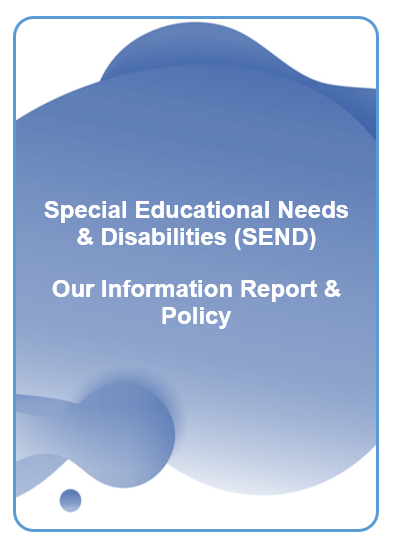 Special Educational Needs
& Disabilities (SEND)
Our Information Report &
Policy